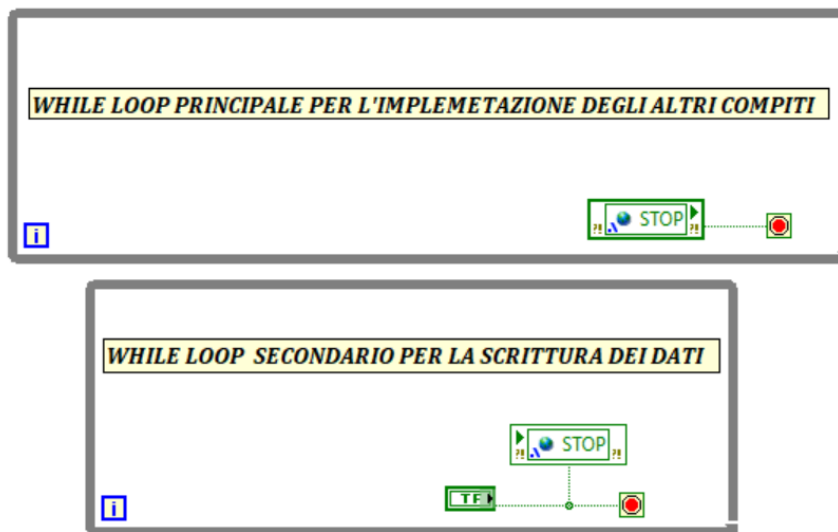 WHILE LOOP PRINCIPALE PER L'IMPLEMETAZIONE DEGLI ALTRI COMPITI
?! STOP ?!
i
WHILE LOOP SECONDARIO PER LA SCRITTURA DEI DATI
?! STOP ?!
TF
i